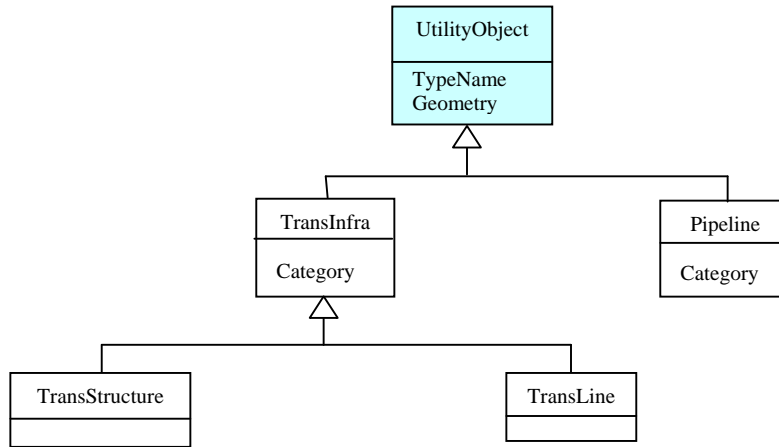 UtilityObject
TypeName
Geometry
TransInfra
Category
Pipeline
Category
TransStructure
TransLine